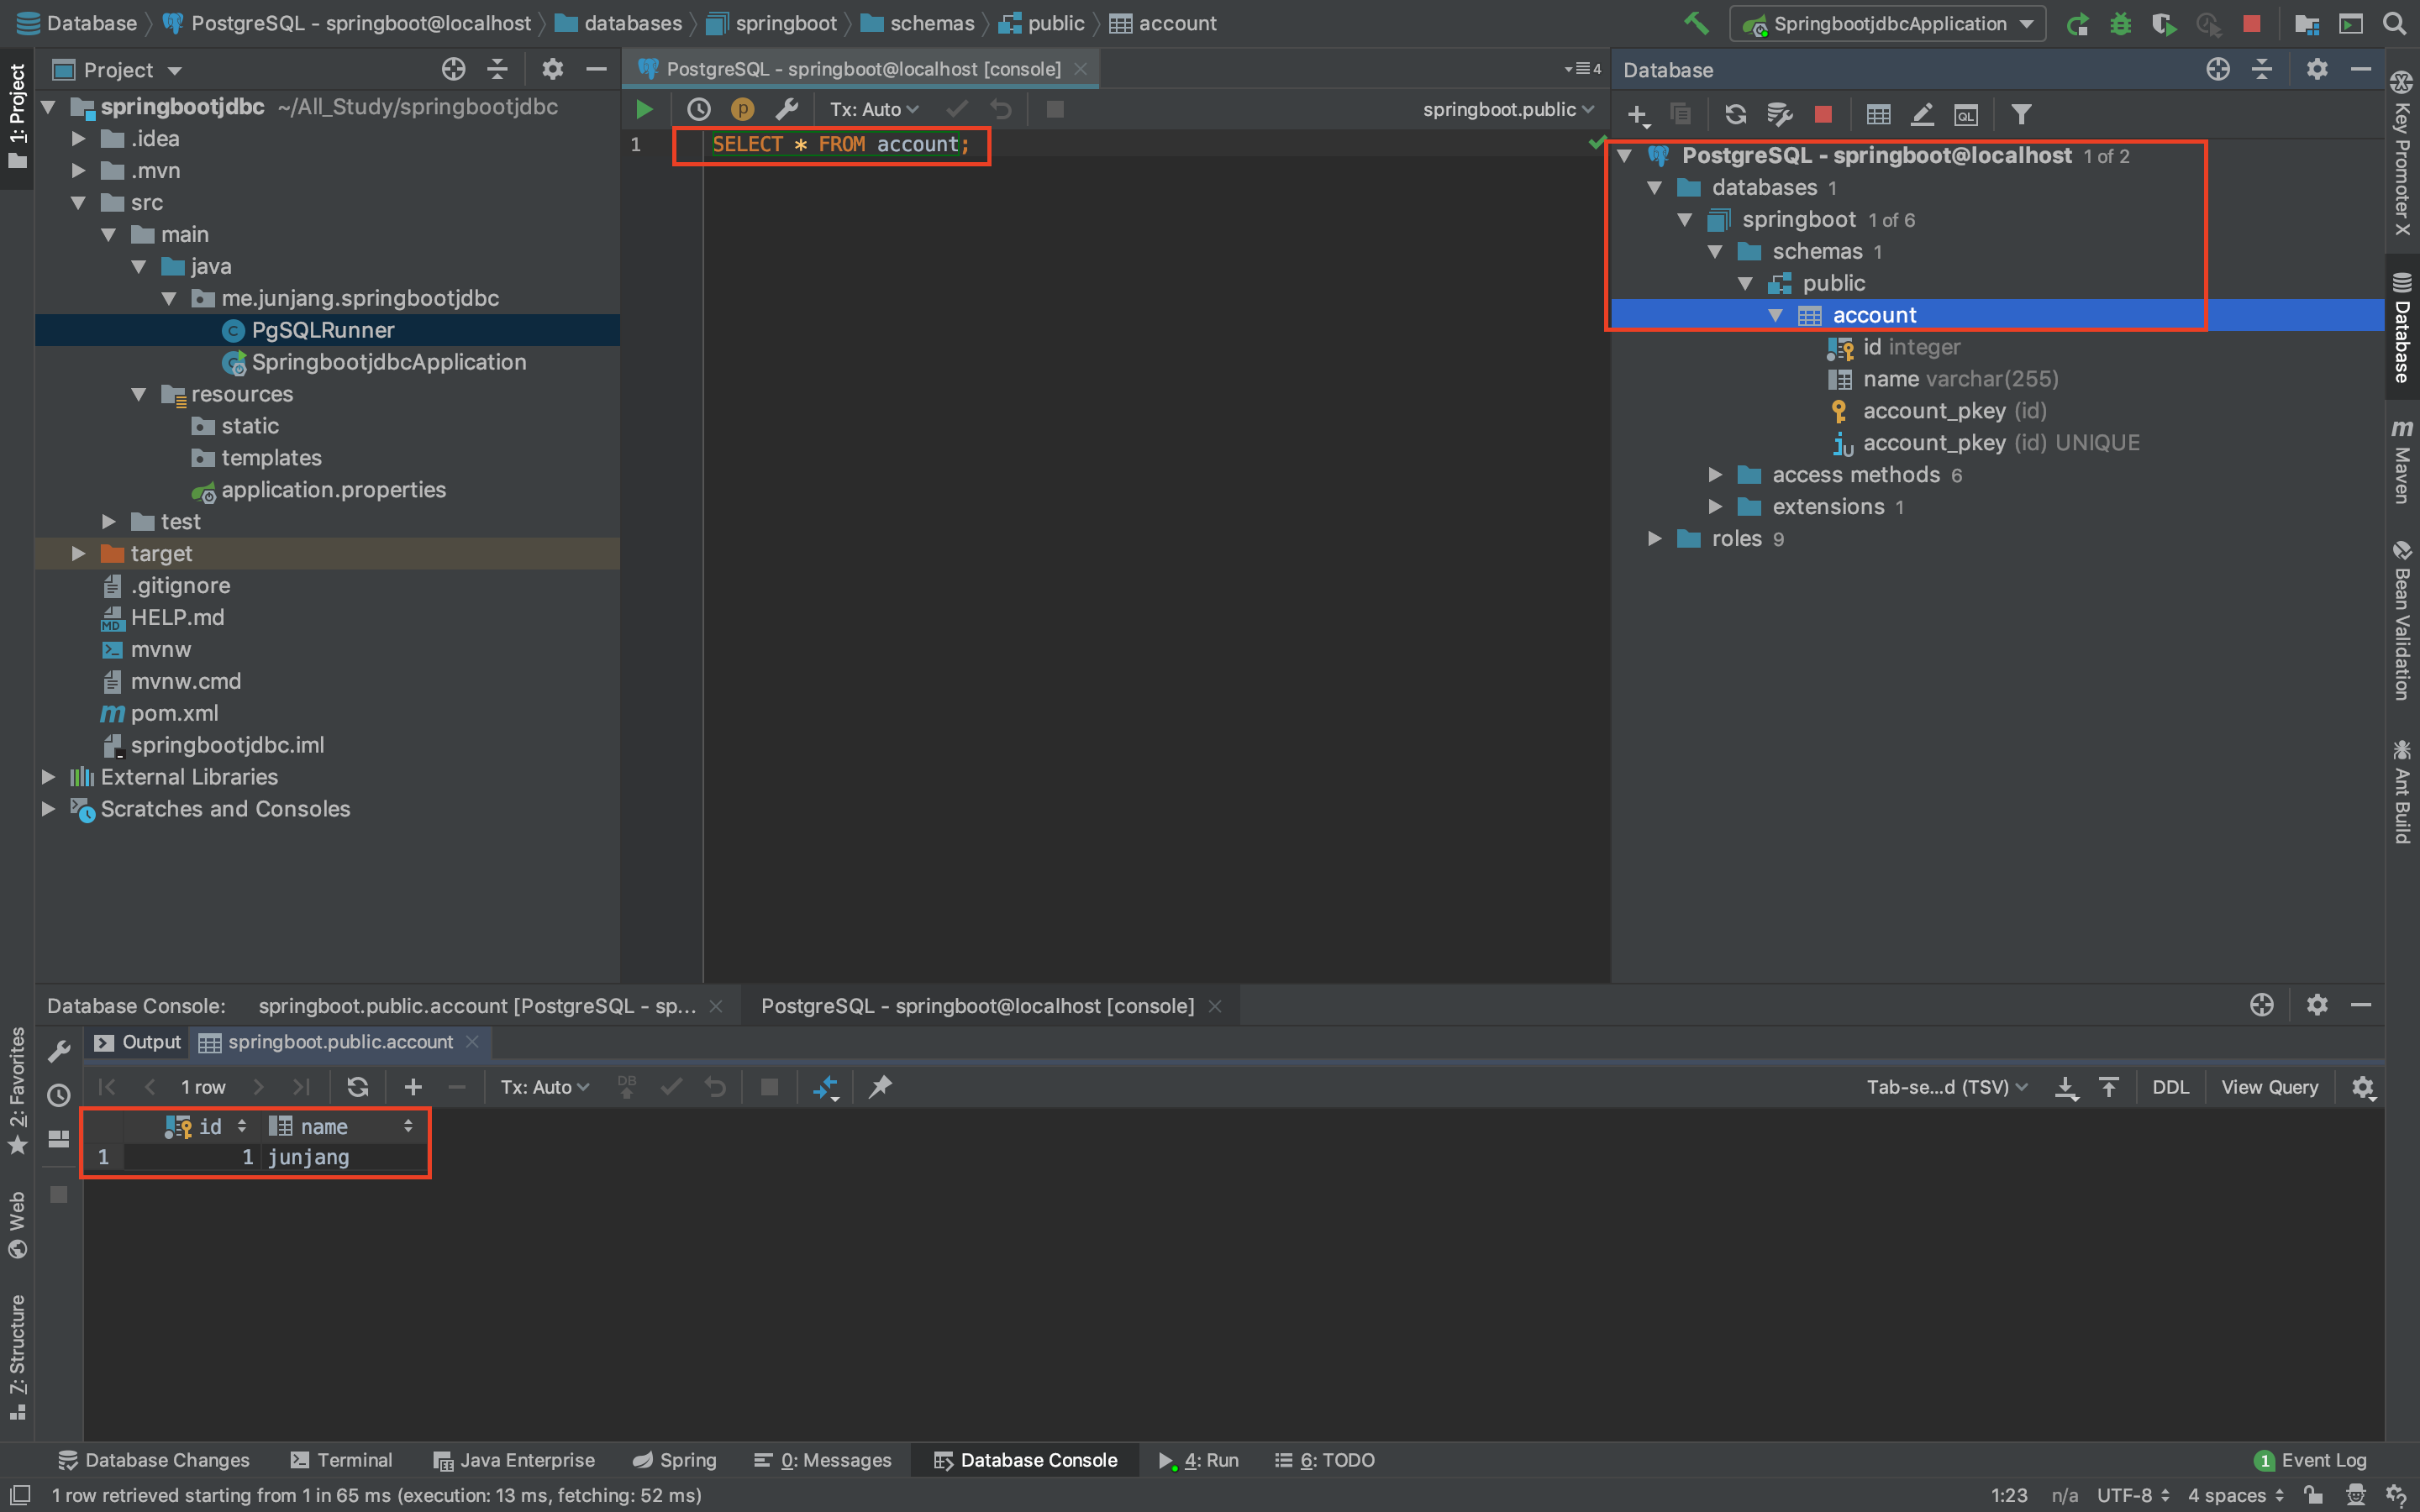 Database
PostgreSQL - springboot@localhost
databases
springboot
schemas
public
account
SpringbootjdbcApplication
1: Project
Project
springbootjdbc ~/All_Study/springbootjdbc
.idea
.mvn
src
main
java
me.junjang.springbootjdbc
PgSQLRunner
SpringbootjdbcApplication
resources
static
templates
application.properties
test
target
.gitignore
HELP.md
mvnw
mvnw.cmd
pom.xml
springbootjdbc.iml
External Libraries
Scratches and Consoles
PostgreSQL - springboot@localhost [console]
4
Tx: Auto
springboot.public
1 SELECT * FROM account;
Database
PostgreSQL - springboot@localhost 1 of 2
databases 1
springboot 1 of 6
schemas 1
public
account
id integer
name varchar(255)
account_pkey (id)
account_pkey (id) UNIQUE
access methods 6
extensions 1
roles 9
Key Promoter X
Database
Maven
Bean Validation
Ant Build
Database Console:
springboot.public.account [PostgreSQL - sp...
PostgreSQL - springboot@localhost [console]
Output
springboot.public.account
1 row
Tx: Auto
DB
Tab-se...d (TSV)
DDL
View Query
id name
1 1 junjang
2: Favorites
Web
Z: Structure
Database Changes
Terminal
Java Enterprise
Spring
0: Messages
Database Console
4: Run
6: TODO
1 Event Log
1 row retrieved starting from 1 in 65 ms (execution: 13 ms, fetching: 52 ms)
1:23 n/a UTF-8 4 spaces